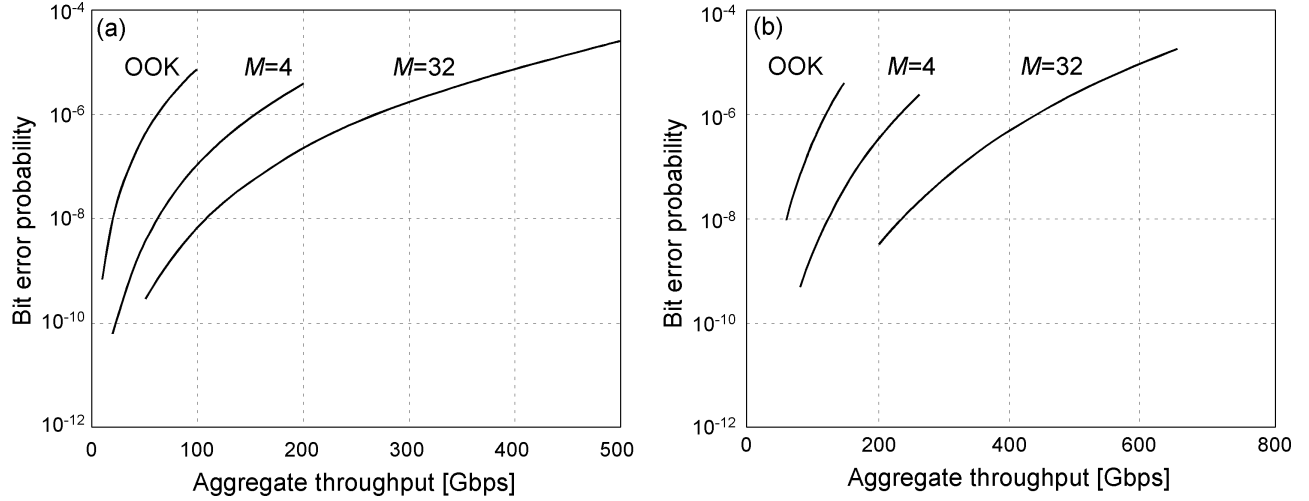 (a)
OOK M=4 M=32
Bit error probability
10-4
10-6
10-8
10-10
10-12
0 100 200 300 400 500
Aggregate throughput [Gbps]
(b)
OOK M=4 M=32
Bit error probability
10-4
10-6
10-8
10-10
10-12
0 200 400 600 800
Aggregate throughput [Gbps]